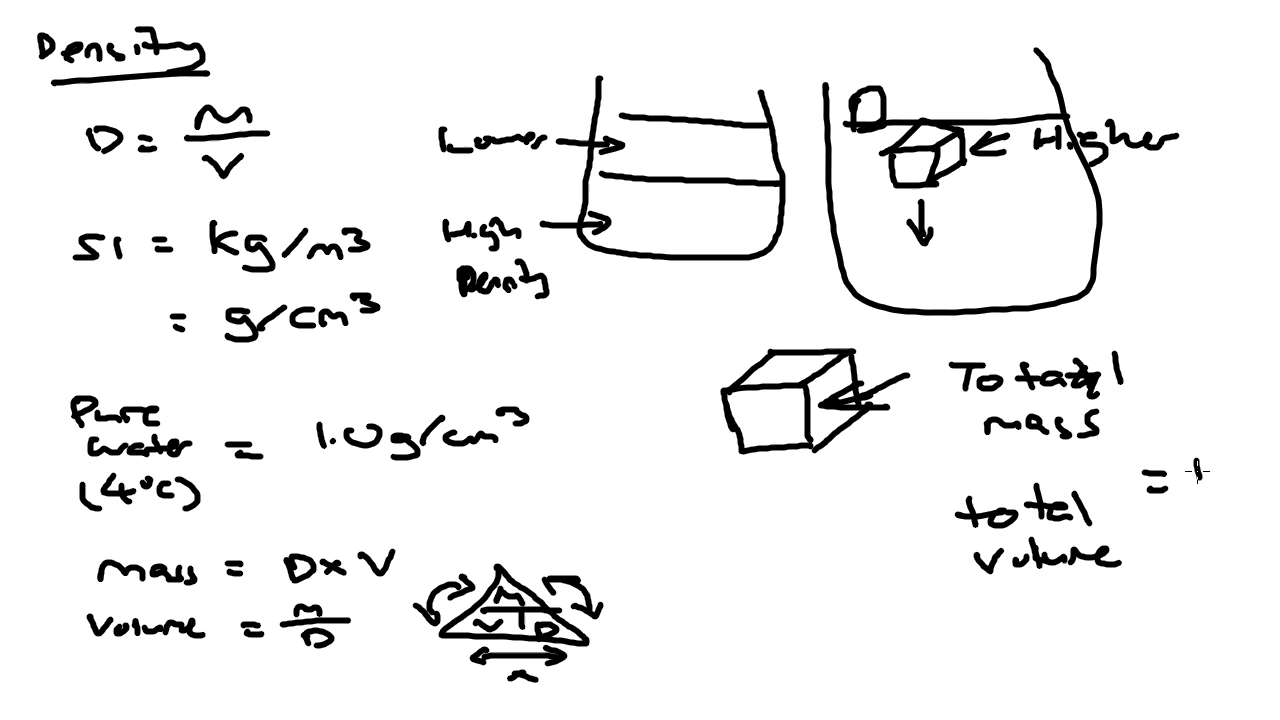 Density
D = M
V
SI = kg/m³
= g/cm³
Pure
water
(4°C)
= 1.0g/cm³
mass = D x V
volume = M
D
M
V D
x
Lower
High
Density
Higher
Total
mass
total
volume
=